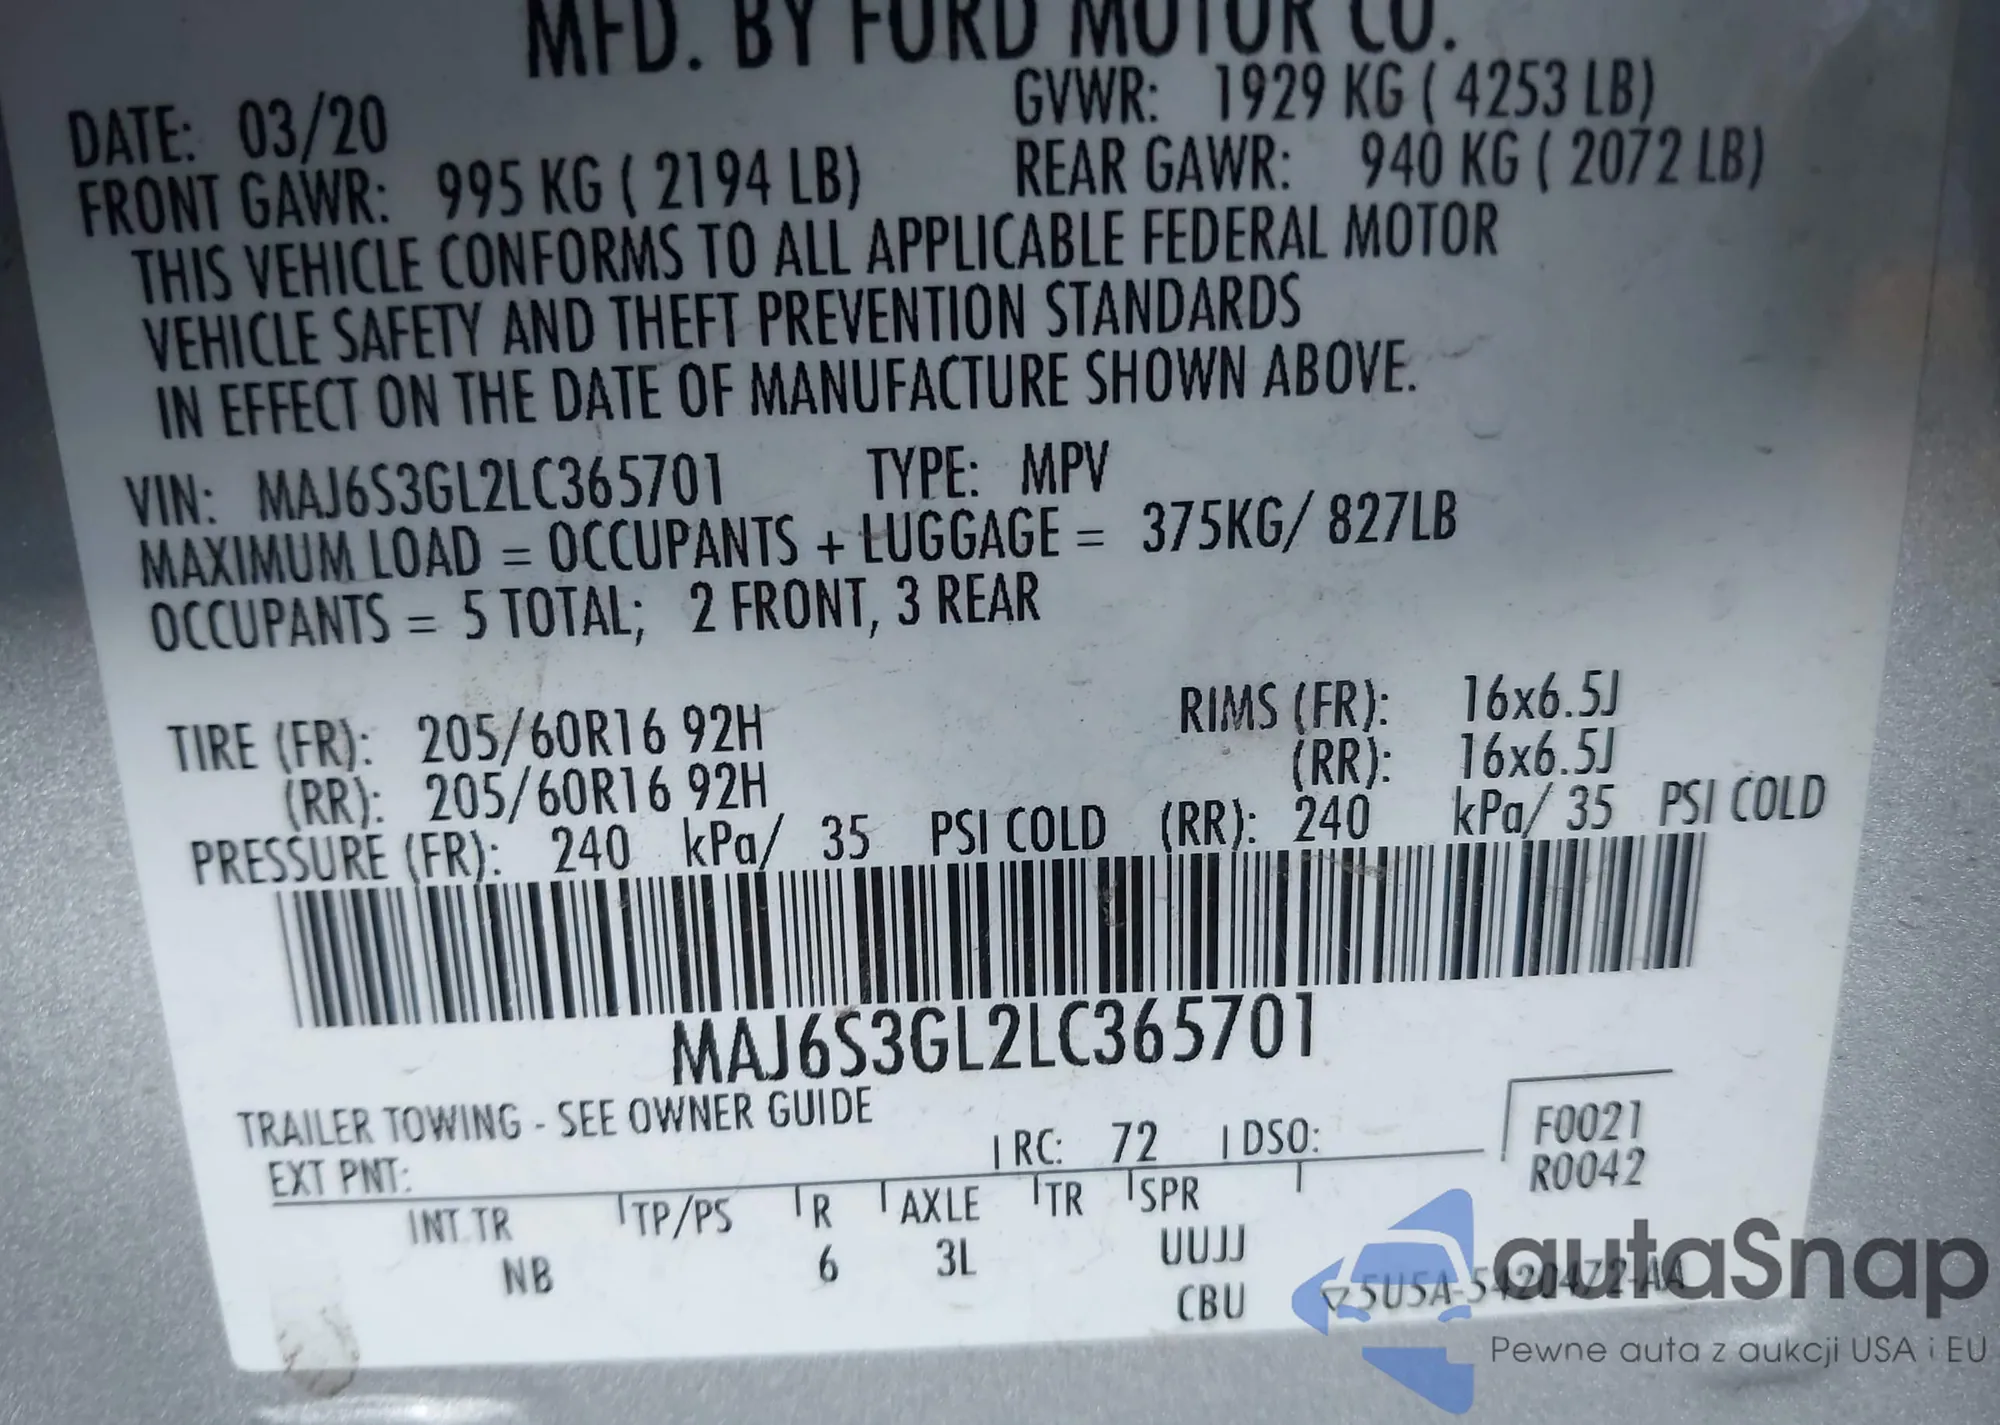 MFD. BY FORD MOTOR CO.
DATE: 03/20 GVWR: 1929 KG ( 4253 LB)
FRONT GAWR: 995 KG ( 2194 LB) REAR GAWR: 940 KG ( 2072 LB)
THIS VEHICLE CONFORMS TO ALL APPLICABLE FEDERAL MOTOR
VEHICLE SAFETY AND THEFT PREVENTION STANDARDS
IN EFFECT ON THE DATE OF MANUFACTURE SHOWN ABOVE.
VIN: MAJ6S3GL2LC365701 TYPE: MPV
MAXIMUM LOAD = OCCUPANTS + LUGGAGE = 375KG/ 827LB
OCCUPANTS = 5 TOTAL; 2 FRONT, 3 REAR
TIRE (FR): 205/60R16 92H RIMS (FR): 16x6.5J
(RR): 205/60R16 92H (RR): 16x6.5J
PRESSURE (FR): 240 kPa/ 35 PSI COLD (RR): 240 kPa/ 35 PSI COLD
MAJ6S3GL2LC365701
TRAILER TOWING - SEE OWNER GUIDE
EXT PNT: RC: 72 DSO: F0021
R0042
INT TR TP/PS R AXLE TR SPR
NB 6 3L UUJJ
CBU 5U5A-5420472-AA
autaSnap
Pewne auta z aukcji USA i EU